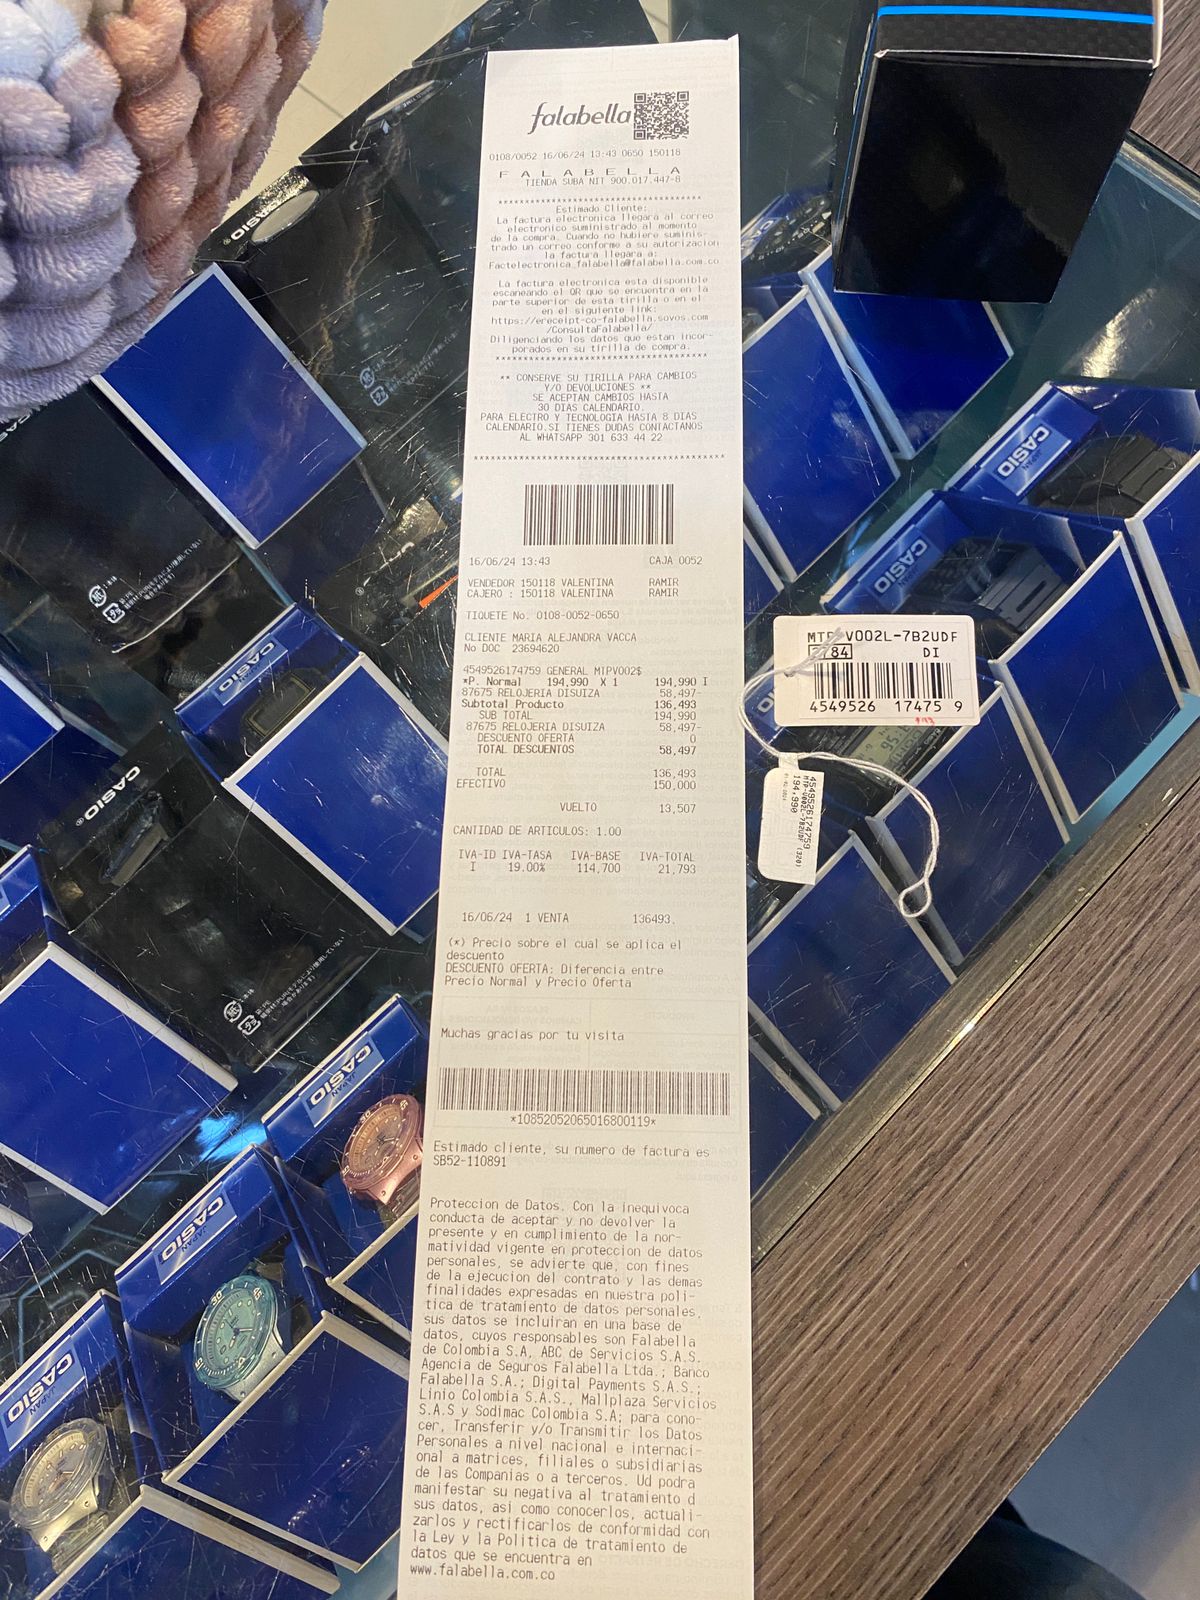 falabella
0108/0052 16/06/24 13:43 0650 150118
F A L A B E L L A
TIENDA SUBA NIT 900.017.447-8
Estimado Cliente:
La factura electronica llegara al correo
electronico suministrado al momento
de la compra. Cuando no hubiere suminis-
trado un correo conforme a su autorizacion
la factura llegara a:
Factelectronica_falabella@falabella.com.co
La factura electronica esta disponible
escaneando el QR que se encuentra en la
parte superior de esta tirilla o en el
en el siguiente link:
https://ereceipt-co-falabella.sovos.com
/ConsultaFalabella/
Diligenciando los datos que estan incor-
porados en su tirilla de compra.
** CONSERVE SU TIRILLA PARA CAMBIOS
Y/O DEVOLUCIONES **
SE ACEPTAN CAMBIOS HASTA
30 DIAS CALENDARIO.
PARA ELECTRO Y TECNOLOGIA HASTA 8 DIAS
CALENDARIO.SI TIENES DUDAS CONTACTANOS
AL WHATSAPP 301 633 44 22
16/06/24 13:43 CAJA 0052
VENDEDOR 150118 VALENTINA RAMIR
CAJERO : 150118 VALENTINA RAMIR
TIQUETE No. 0108-0052-0650
CLIENTE MARIA ALEJANDRA VACCA
No DOC 23694620
4549526174759 GENERAL MTPV002$
*P. Normal 194,990 X 1 194,990 I
87675 RELOJERIA DISUIZA 58,497-
Subtotal Producto 136,493
SUB TOTAL 194,990
87675 RELOJERIA DISUIZA 58,497-
DESCUENTO OFERTA 0
TOTAL DESCUENTOS 58,497
TOTAL 136,493
EFECTIVO 150,000
VUELTO 13,507
CANTIDAD DE ARTICULOS: 1.00
IVA-ID IVA-TASA IVA-BASE IVA-TOTAL
I 19.00% 114,700 21,793
16/06/24 1 VENTA 136493.
(*) Precio sobre el cual se aplica el
descuento
DESCUENTO OFERTA: Diferencia entre
Precio Normal y Precio Oferta
Muchas gracias por tu visita
*10852052065016800119*
Estimado cliente, su numero de factura es
SB52-110891
Proteccion de Datos. Con la inequivoca
conducta de aceptar y no devolver la
presente y en cumplimiento de la nor-
matividad vigente en proteccion de datos
personales, se advierte que, con fines
de la ejecucion del contrato y las demas
finalidades expresadas en nuestra poli-
tica de tratamiento de datos personales,
sus datos se incluiran en una base de
datos, cuyos responsables son Falabella
de Colombia S.A, ABC de Servicios S.A.S.
Agencia de Seguros Falabella Ltda.; Banco
Falabella S.A.; Digital Payments S.A.S.;
Linio Colombia S.A.S., Mallplaza Servicios
S.A.S y Sodimac Colombia S.A; para cono-
cer, Transferir y/o Transmitir los Datos
Personales a nivel nacional e internaci-
onal a matrices, filiales o subsidiarias
de las Companias o a terceros. Ud podra
manifestar su negativa al tratamiento d
sus datos, asi como conocerlos, actuali-
zarlos y rectificarlos de conformidad con
la Ley y la Politica de tratamiento de
datos que se encuentra en
www.falabella.com.co
MTP-V002L-7B2UDF
DI
4549526 17475 9
4549526174759
MTP-V002L-7B2UDF (320)
194,990
CASIO
CASIO
JAPAN
CASIO
CASIO
CASIO
CASIO
CASIO
JAPAN
CASIO
JAPAN
CASIO
JAPAN
CASIO